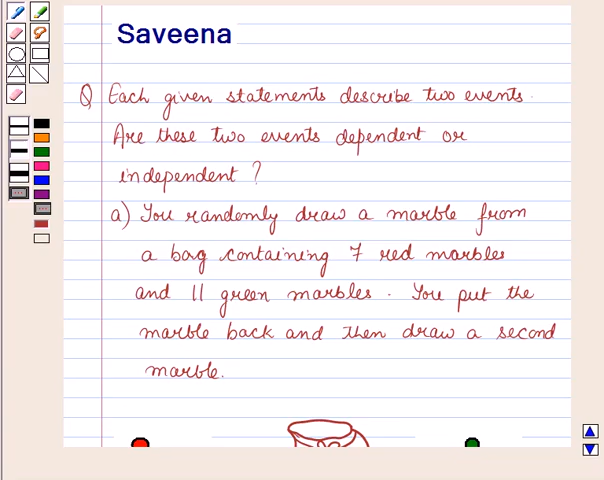 Saveena
Q Each given statements describe two events.
Are these two events dependent or
independent ?
a) You randomly draw a marble from
a bag containing 7 red marbles
and 11 green marbles. You put the
marble back and then draw a second
marble.